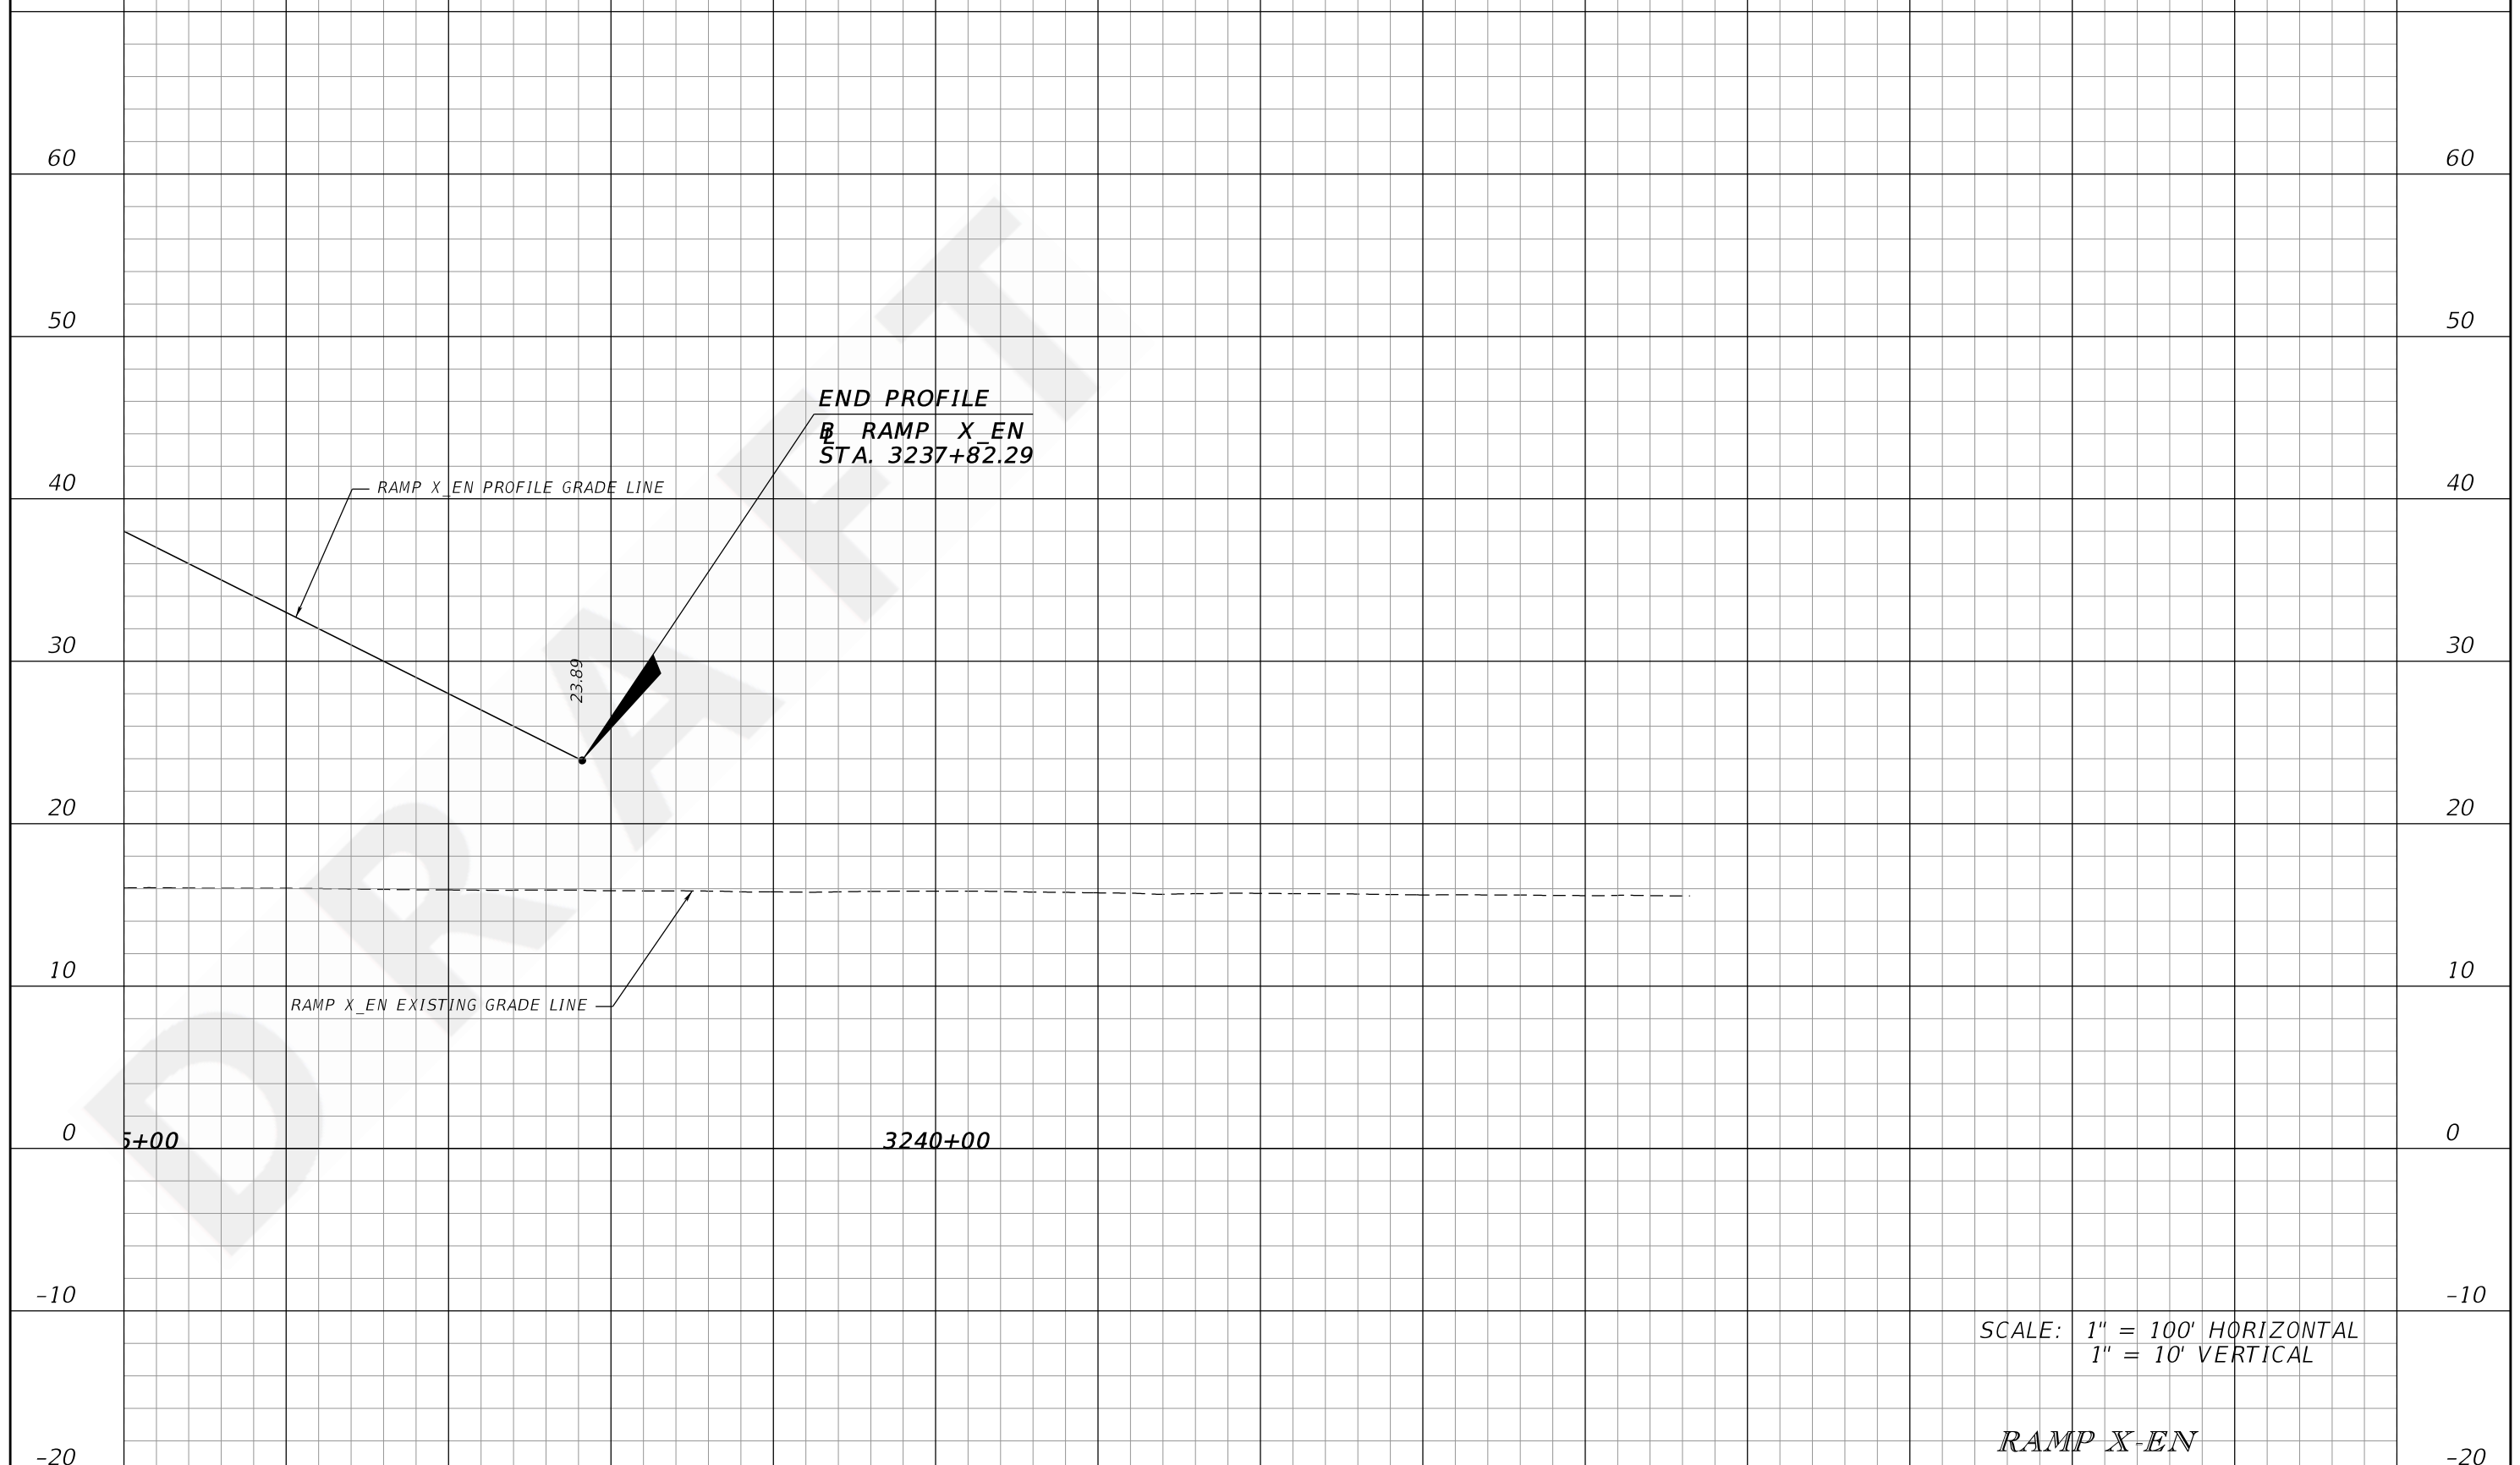 60
60
50
50
END PROFILE
BL RAMP X_EN
STA. 3237+82.29
40
RAMP X_EN PROFILE GRADE LINE
40
30
30
23.89
20
20
10
10
RAMP X_EN EXISTING GRADE LINE
0
5+00
3240+00
0
-10
-10
SCALE: 1" = 100' HORIZONTAL
1" = 10' VERTICAL
RAMP X-EN
-20
-20
DRAFT